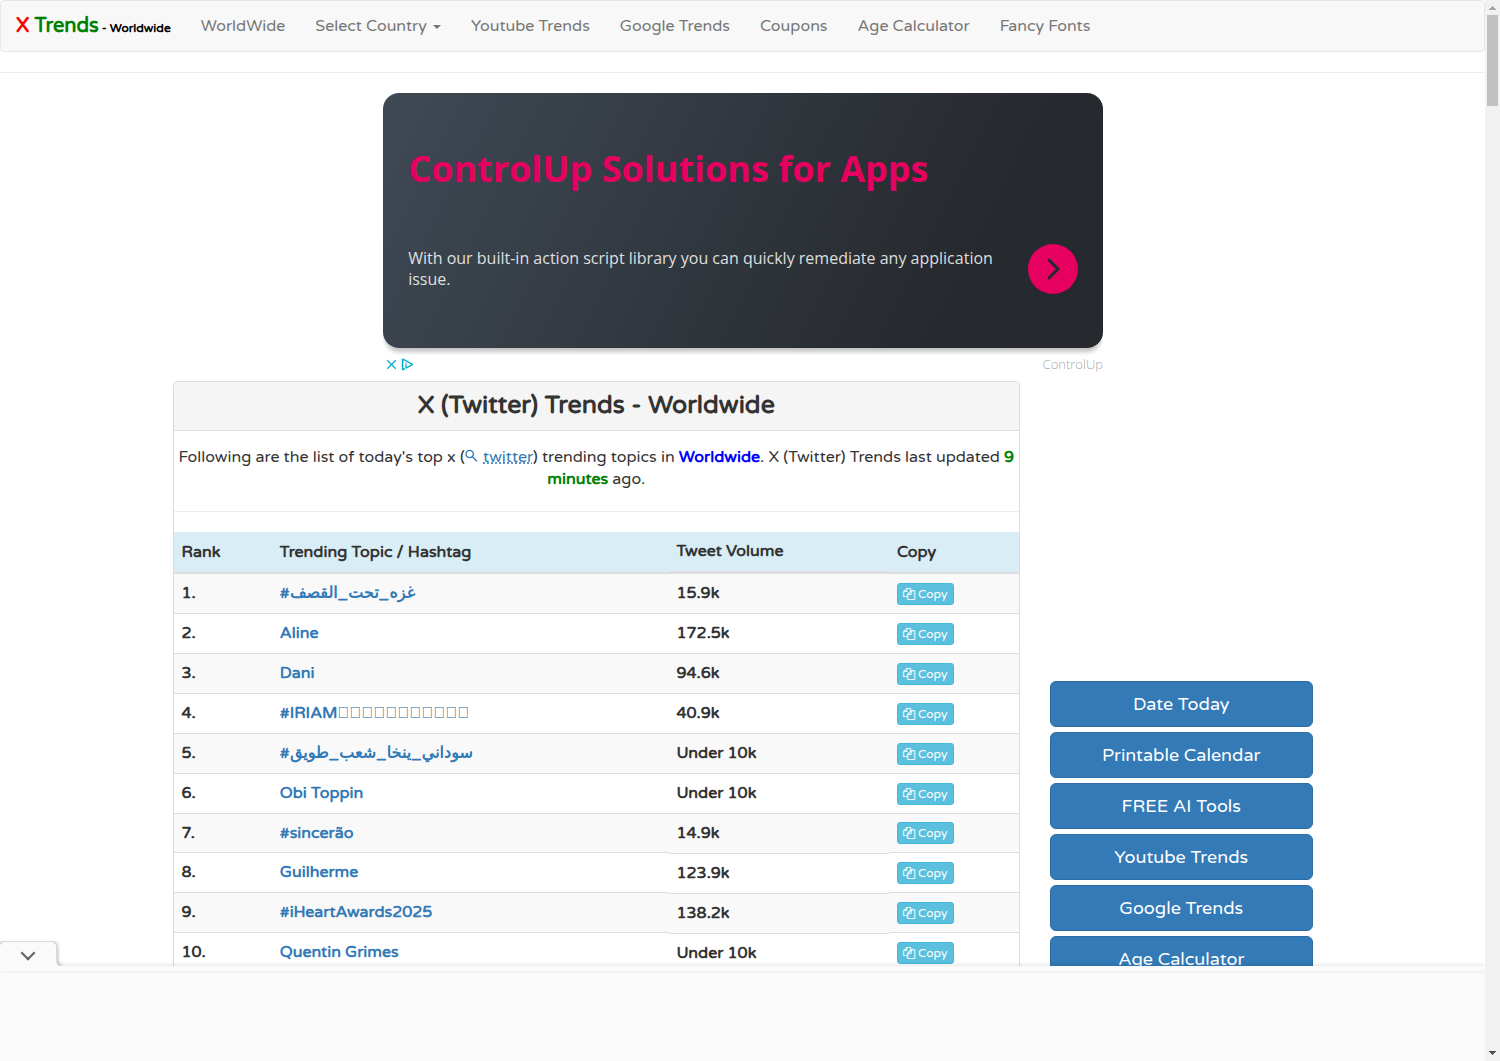 X Trends - Worldwide WorldWide Select Country Youtube Trends Google Trends Coupons Age Calculator Fancy Fonts
ControlUp Solutions for Apps
With our built-in action script library you can quickly remediate any application
issue.
ControlUp
X (Twitter) Trends - Worldwide
Following are the list of today's top x (twitter) trending topics in Worldwide. X (Twitter) Trends last updated 9
minutes ago.
Rank Trending Topic / Hashtag Tweet Volume Copy
1. #غزه_تحت_القصف 15.9k Copy
2. Aline 172.5k Copy
3. Dani 94.6k Copy
4. #IRIAM 40.9k Copy
5. #سوداني_ينخا_شعب_طويق Under 10k Copy
6. Obi Toppin Under 10k Copy
7. #sincerão 14.9k Copy
8. Guilherme 123.9k Copy
9. #iHeartAwards2025 138.2k Copy
10. Quentin Grimes Under 10k Copy
Date Today
Printable Calendar
FREE AI Tools
Youtube Trends
Google Trends
Age Calculator